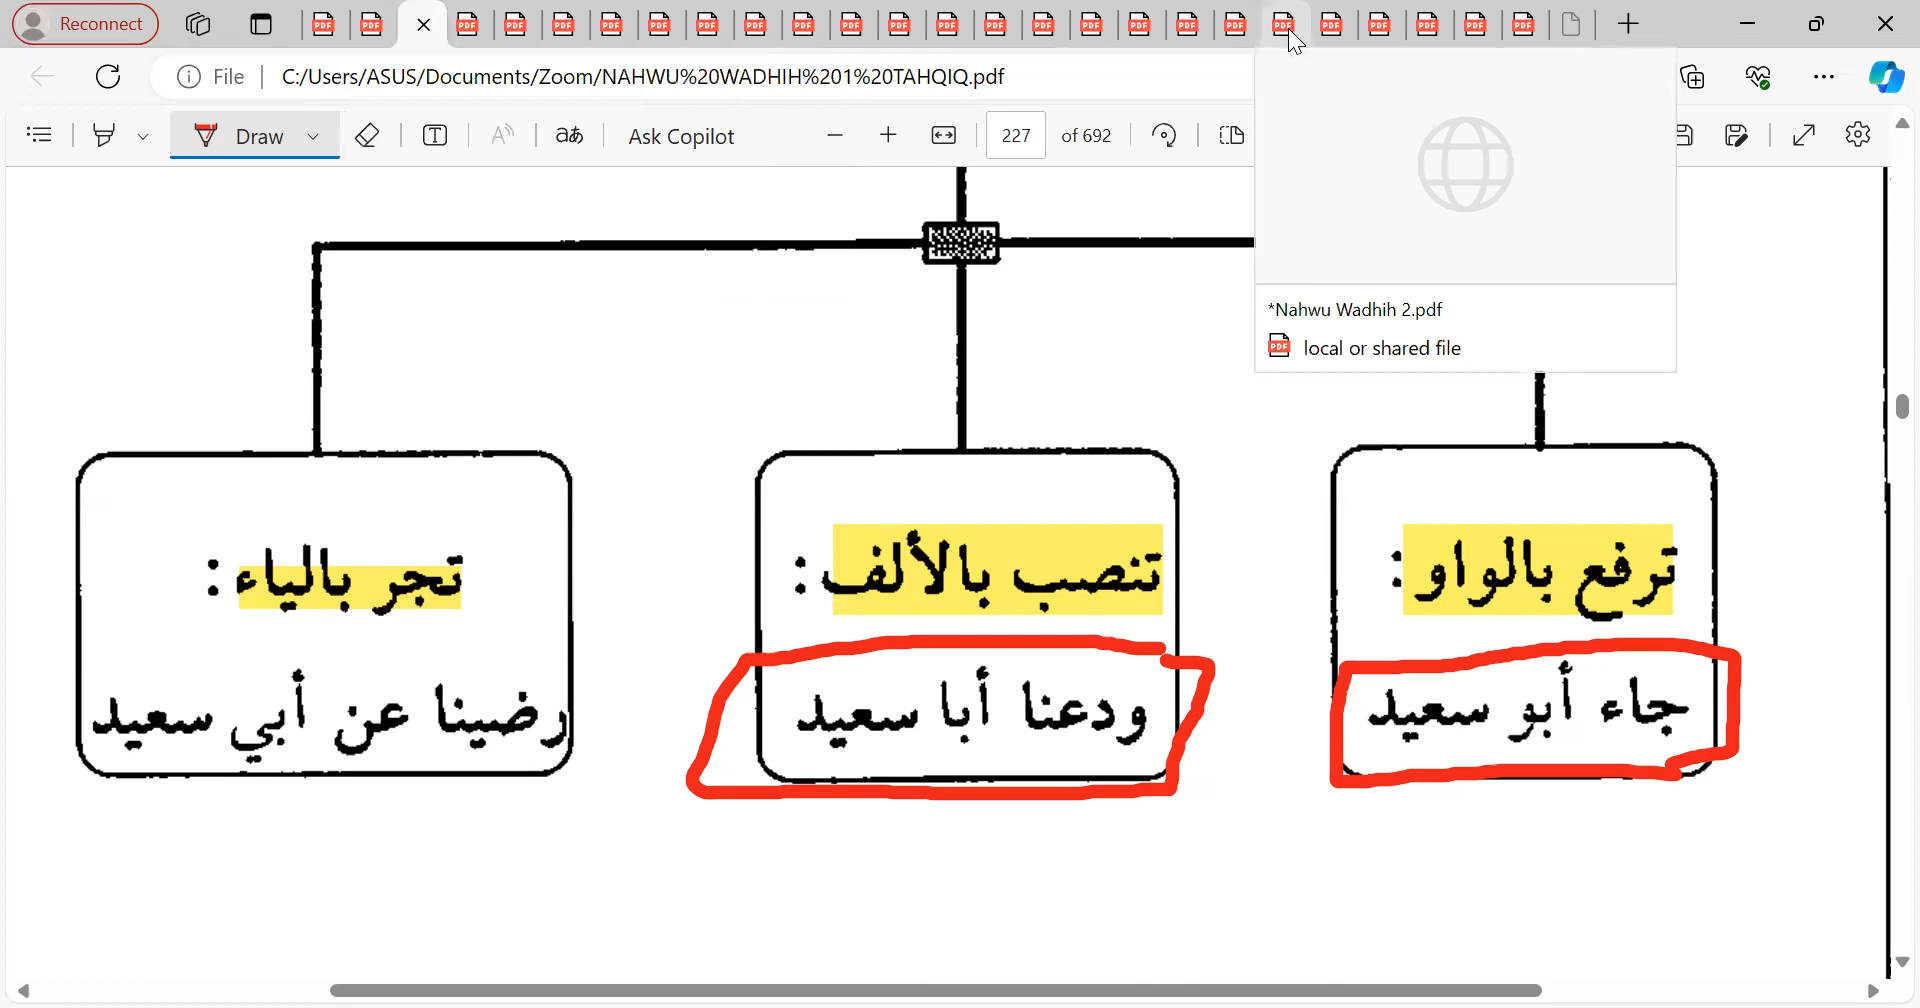 Reconnect
File
C:/Users/ASUS/Documents/Zoom/NAHWU%20WADHIH%201%20TAHQIQ.pdf
Draw
Ask Copilot
227 of 692
*Nahwu Wadhih 2.pdf
local or shared file
ترفع بالواو :
جاء أبو سعيد
تنصب بالألف :
ودعنا أبا سعيد
تجر بالياء :
رضينا عن أبي سعيد